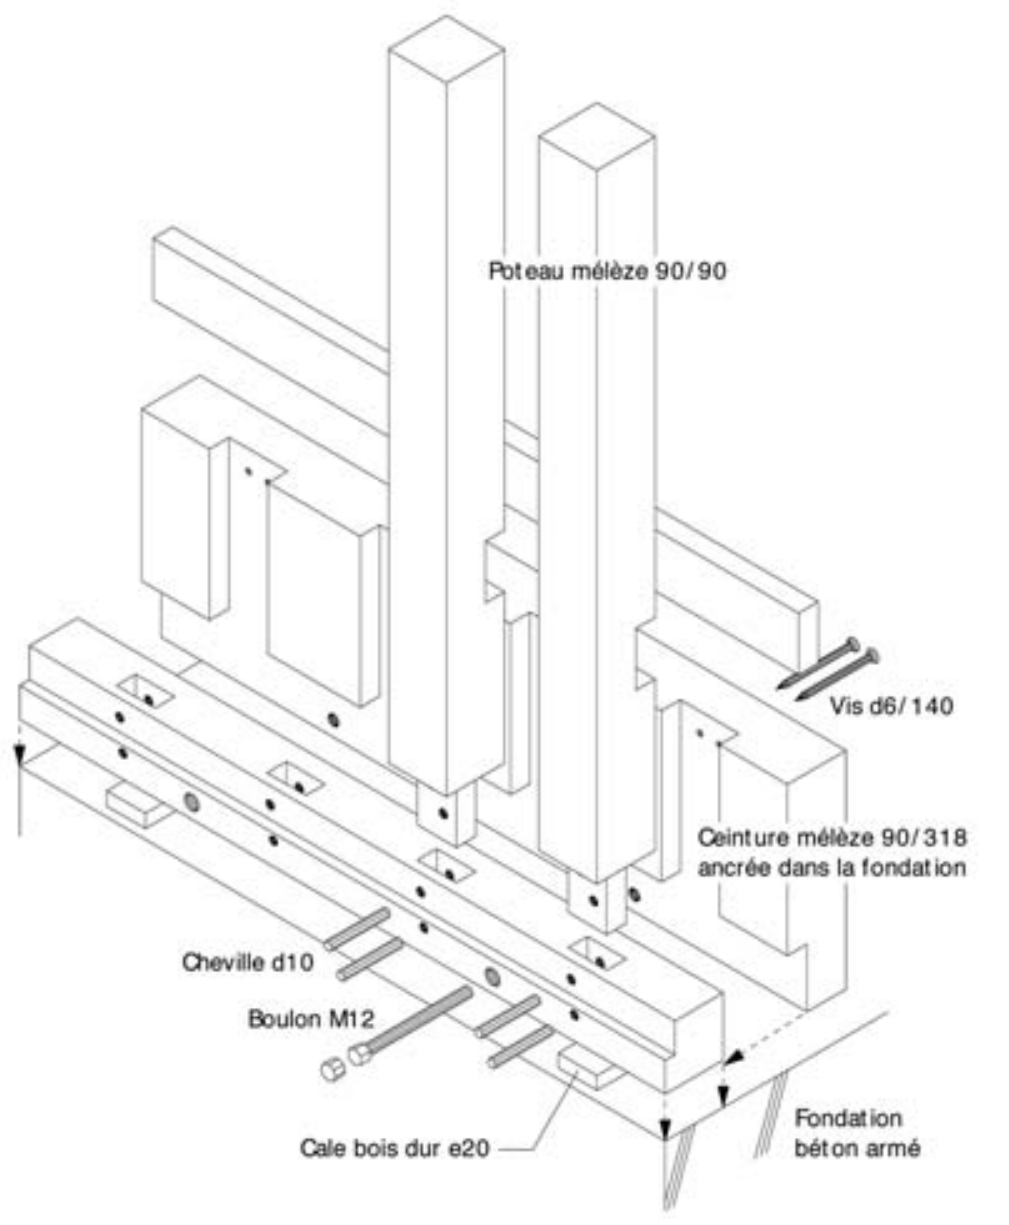 Poteau mélèze 90/90
Vis d6/140
Ceinture mélèze 90/318
ancrée dans la fondation
Cheville d10
Boulon M12
Cale bois dur e20
Fondation
béton armé